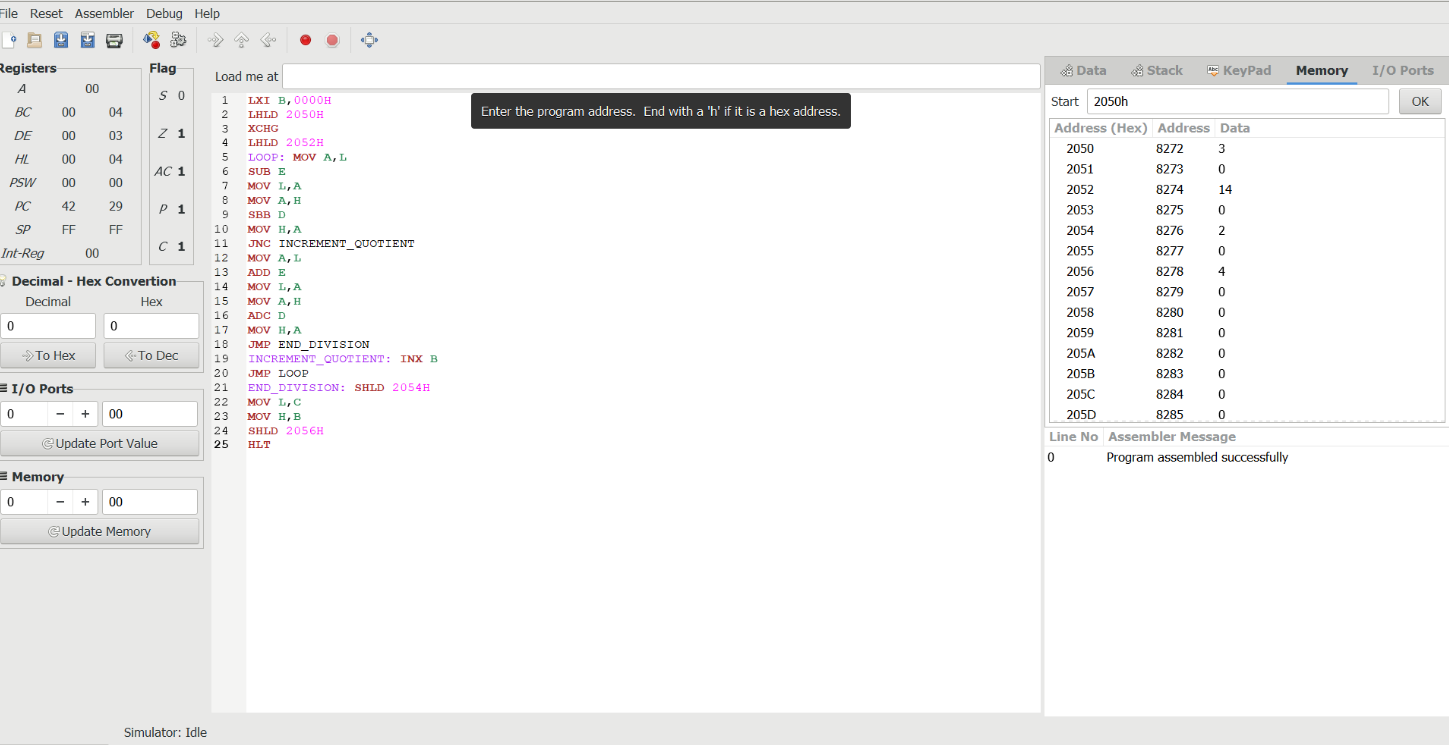 File Reset Assembler Debug Help
Registers
A 00
BC 00 04
DE 00 03
HL 00 04
PSW 00 00
PC 42 29
SP FF FF
Int-Reg 00
Flag
S 0
Z 1
AC 1
P 1
C 1
Decimal - Hex Convertion
Decimal Hex
0 0
To Hex To Dec
I/O Ports
0 − + 00
Update Port Value
Memory
0 − + 00
Update Memory
Load me at
Enter the program address. End with a 'h' if it is a hex address.
1 LXI B,0000H
2 LHLD 2050H
3 XCHG
4 LHLD 2052H
5 LOOP: MOV A,L
6 SUB E
7 MOV L,A
8 MOV A,H
9 SBB D
10 MOV H,A
11 JNC INCREMENT_QUOTIENT
12 MOV A,L
13 ADD E
14 MOV L,A
15 MOV A,H
16 ADC D
17 MOV H,A
18 JMP END_DIVISION
19 INCREMENT_QUOTIENT: INX B
20 JMP LOOP
21 END_DIVISION: SHLD 2054H
22 MOV L,C
23 MOV H,B
24 SHLD 2056H
25 HLT
Data Stack KeyPad Memory I/O Ports
Start 2050h OK
Address (Hex) Address Data
2050 8272 3
2051 8273 0
2052 8274 14
2053 8275 0
2054 8276 2
2055 8277 0
2056 8278 4
2057 8279 0
2058 8280 0
2059 8281 0
205A 8282 0
205B 8283 0
205C 8284 0
205D 8285 0
Line No Assembler Message
0 Program assembled successfully
Simulator: Idle